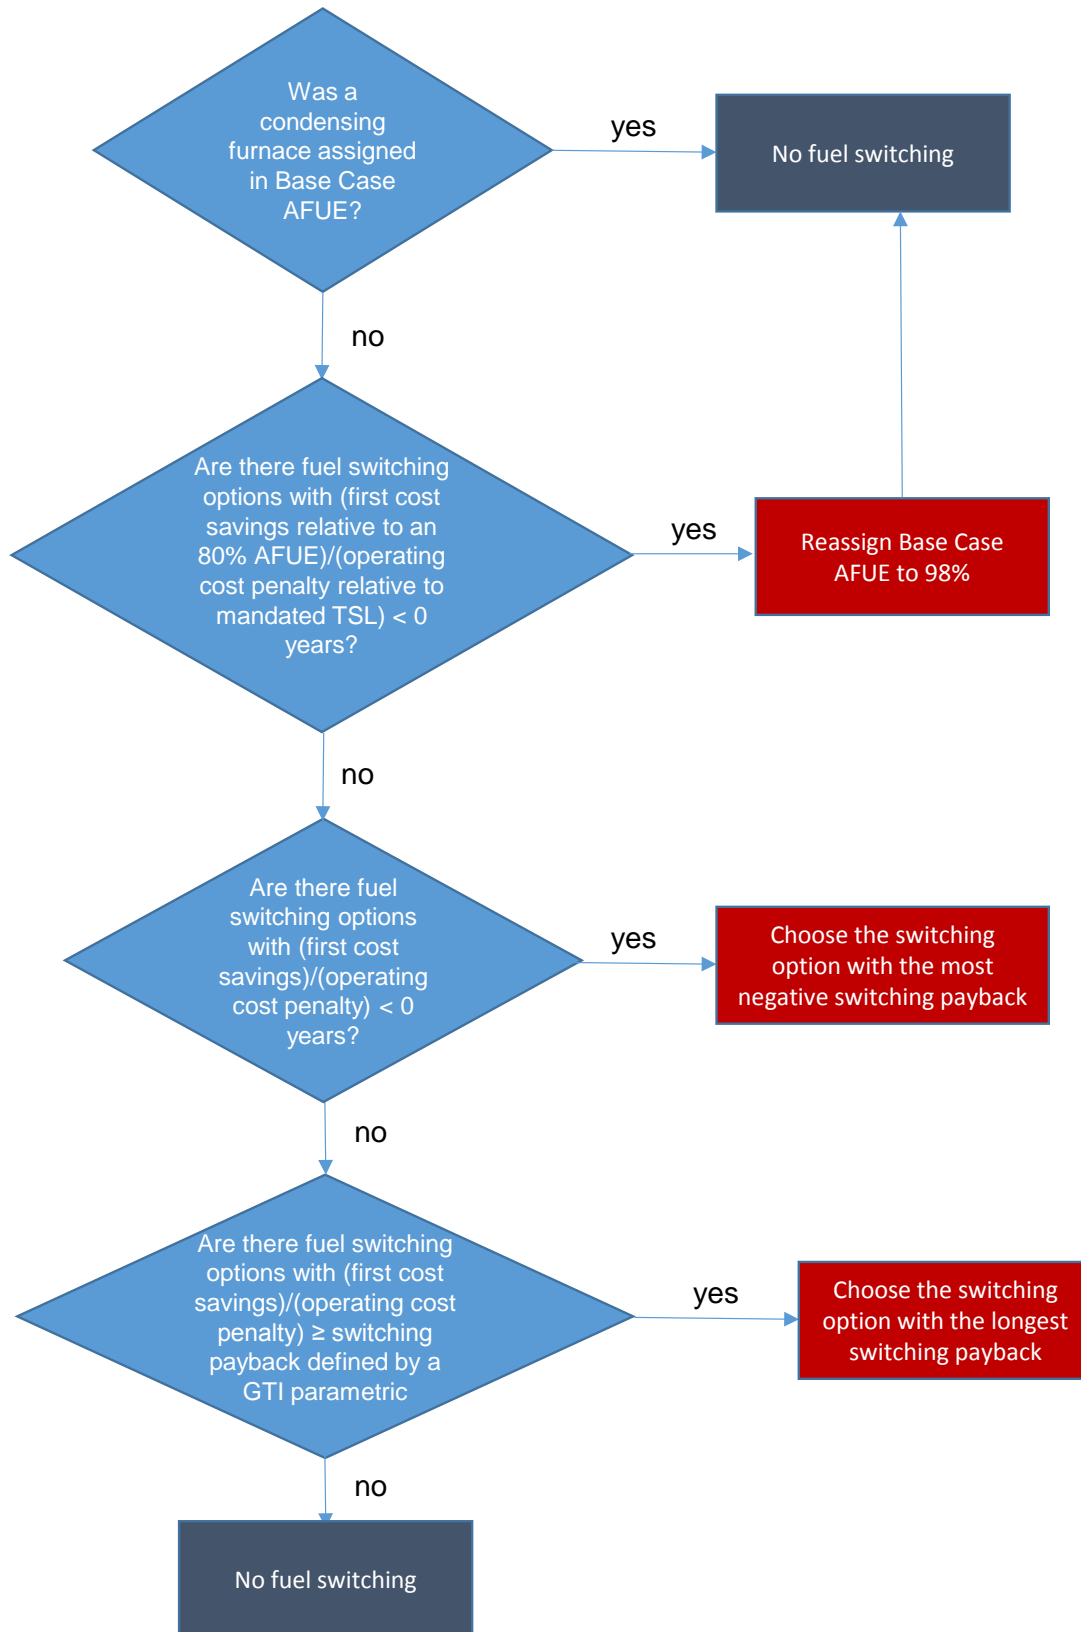 Was a
condensing
furnace assigned
in Base Case
AFUE?
yes
No fuel switching
no
Are there fuel switching
options with (first cost
savings relative to an
80% AFUE)/(operating
cost penalty relative to
mandated TSL) < 0
years?
yes
Reassign Base Case
AFUE to 98%
no
Are there fuel
switching options
with (first cost
savings)/(operating
cost penalty) < 0
years?
yes
Choose the switching
option with the most
negative switching payback
no
Are there fuel switching
options with (first cost
savings)/(operating cost
penalty) ≥ switching
payback defined by a
GTI parametric
yes
Choose the switching
option with the longest
switching payback
no
No fuel switching